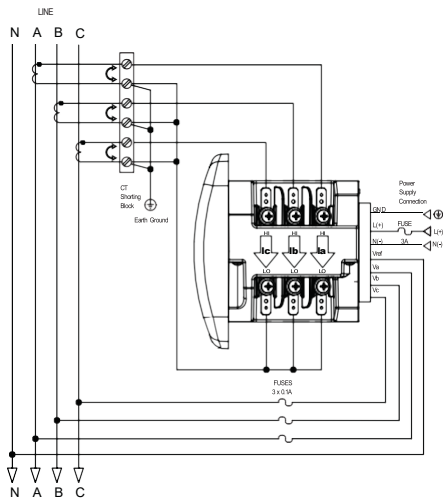 LINE
N A B C
CT
Shorting
Block
Earth Ground
Power
Supply
Connection
GND
L(+)
FUSE
L(+)
N(-)
3A
N(-)
Vref
Va
Vb
Vc
HI
HI
HI
Ic
Ib
Ia
LO
LO
LO
FUSES
3 x 0.1A
N A B C